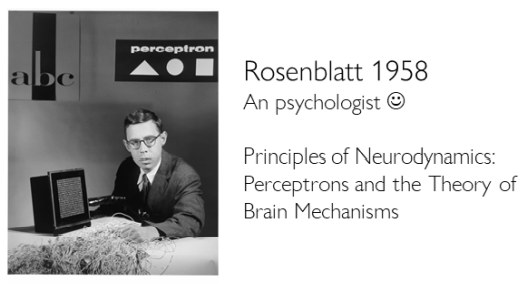 abc
perceptron
Rosenblatt 1958
An psychologist ☺
Principles of Neurodynamics:
Perceptrons and the Theory of
Brain Mechanisms